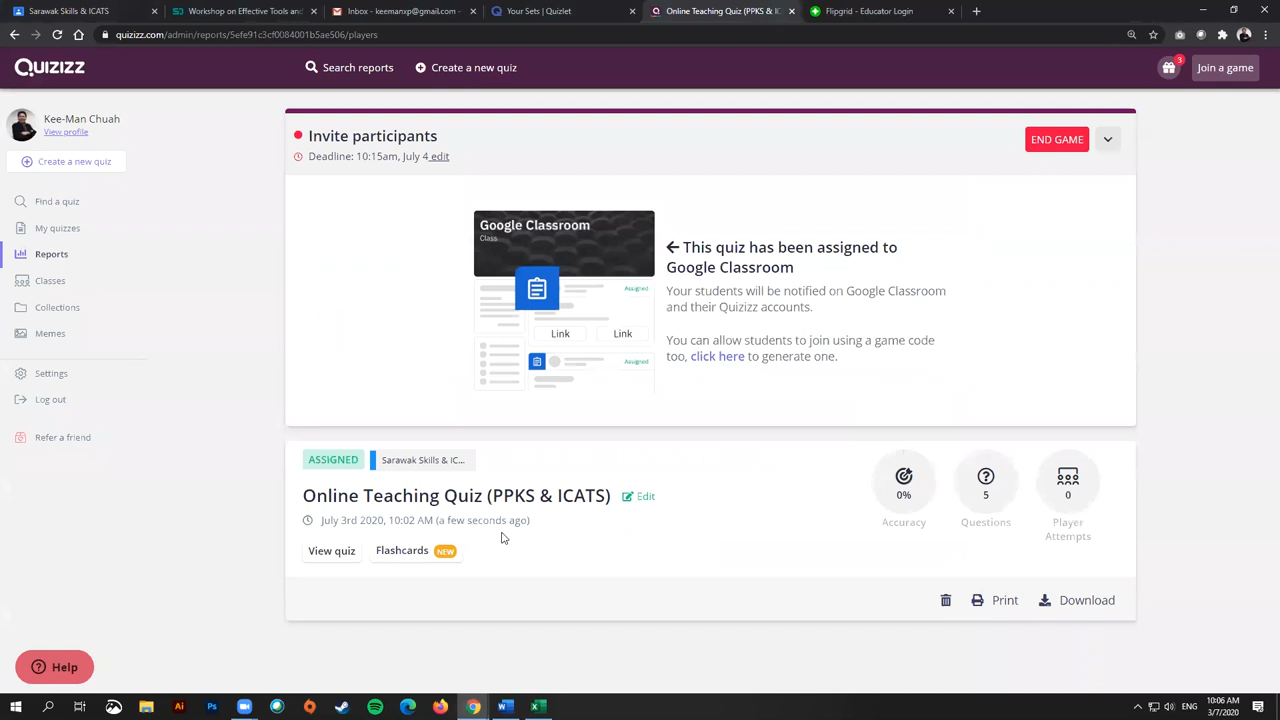 Sarawak Skills & ICATS
Workshop on Effective Tools and
Inbox - keemanxp@gmail.com -
Your Sets | Quizlet
Online Teaching Quiz (PPKS & IC
Flipgrid - Educator Login
quizizz.com/admin/reports/5efe91c3cf0084001b5ae506/players
QUIZIZZ
Search reports
Create a new quiz
3
Join a game
Kee-Man Chuah
View profile
Create a new quiz
Find a quiz
My quizzes
Reports
Classes
Collections
Memes
Settings
Log out
Refer a friend
Help
Invite participants
Deadline: 10:15am, July 4 edit
END GAME
Google Classroom
Class
Assigned
Link
Link
Assigned
This quiz has been assigned to
Google Classroom
Your students will be notified on Google Classroom
and their Quizizz accounts.
You can allow students to join using a game code
too, click here to generate one.
ASSIGNED
Sarawak Skills & IC...
Online Teaching Quiz (PPKS & ICATS)
Edit
July 3rd 2020, 10:02 AM (a few seconds ago)
View quiz
Flashcards NEW
0%
Accuracy
5
Questions
0
Player
Attempts
Print
Download
Ai
Ps
ENG
10:06 AM
3/7/2020